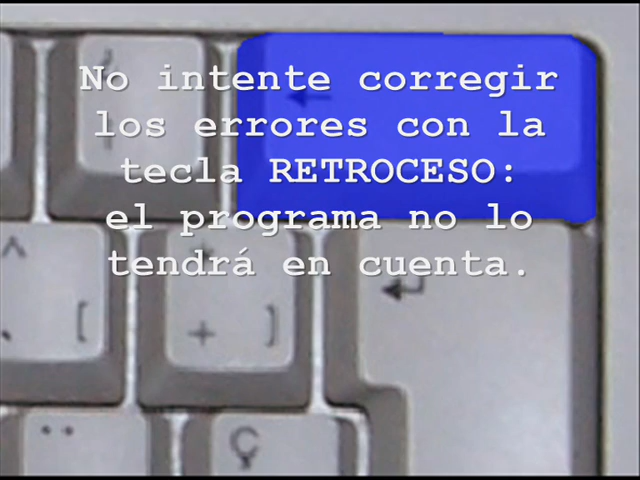 No intente corregir
los errores con la
tecla RETROCESO:
el programa no lo
tendrá en cuenta.
←
^
* 
+ ]
[
¨
Ç